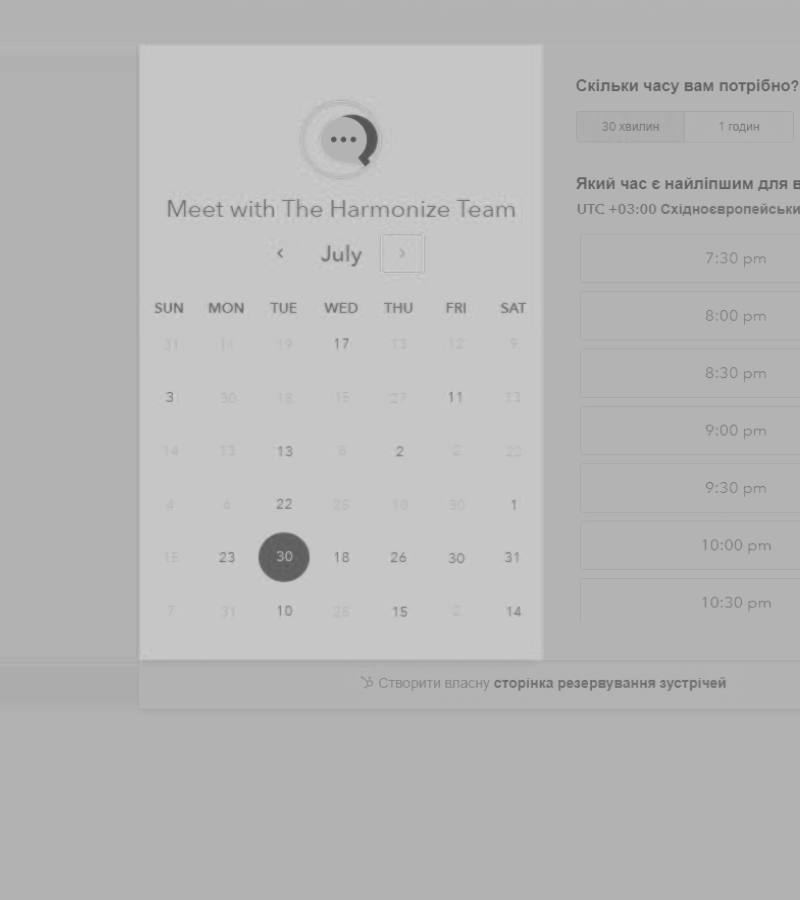 Meet with The Harmonize Team
July
SUN MON TUE WED THU FRI SAT
31 11 19 17 13 12 9
3 30 18 15 27 11 13
14 13 13 8 2 2 22
4 6 22 25 10 30 1
15 23 30 18 26 30 31
7 31 10 26 15 2 14
Скільки часу вам потрібно?
30 хвилин 1 годин
Який час є найліпшим для в
UTC +03:00 Східноєвропейськи
7:30 pm
8:00 pm
8:30 pm
9:00 pm
9:30 pm
10:00 pm
10:30 pm
Створити власну сторінка резервування зустрічей